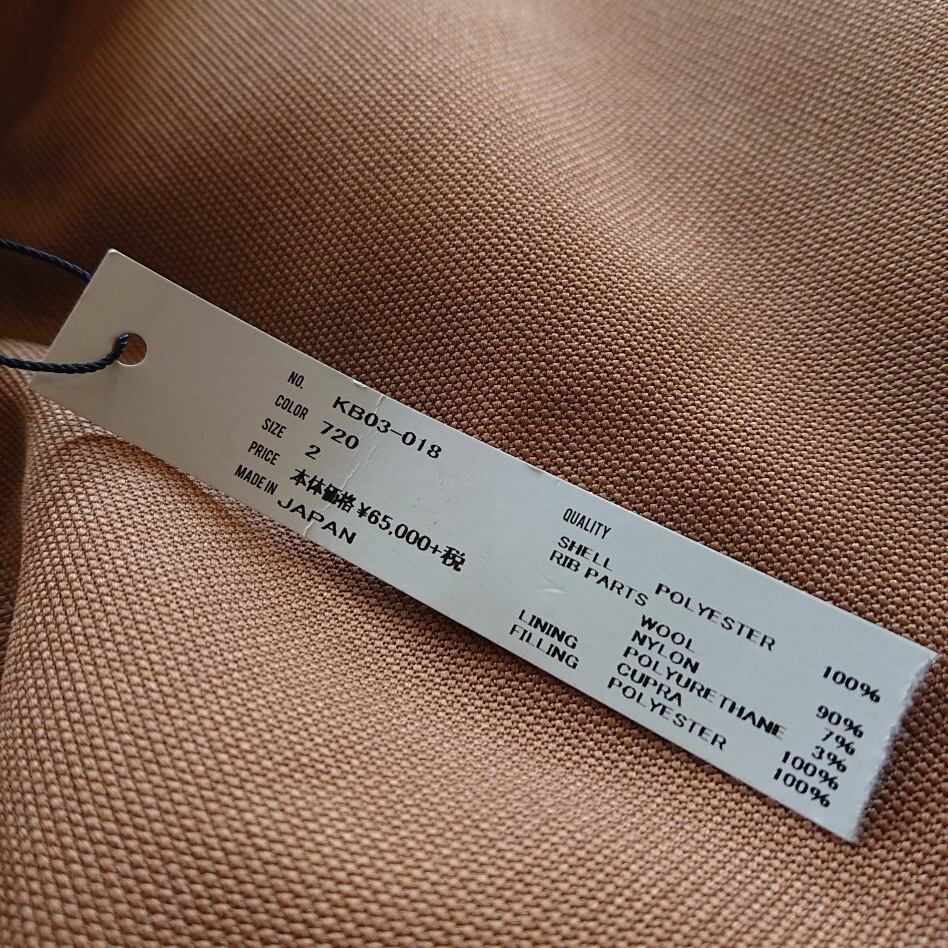 NO. KB03-018
COLOR 720
SIZE 2
PRICE 本体価格 ¥65,000+税
MADE IN JAPAN
QUALITY
SHELL POLYESTER 100%
RIB PARTS WOOL 90%
NYLON 7%
POLYURETHANE 3%
LINING CUPRA 100%
FILLING POLYESTER 100%